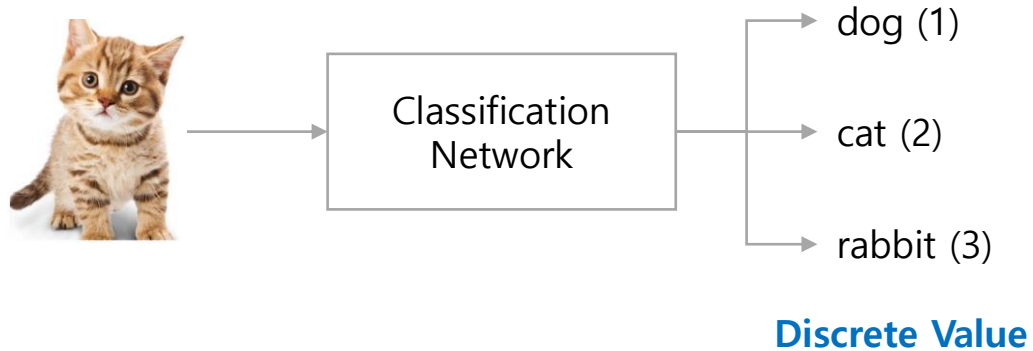 dog (1)
Classification
Network
cat (2)
rabbit (3)
Discrete Value